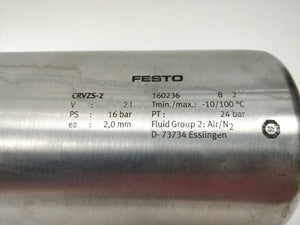 FESTO
CRVZS-2 160236 B 2
V : 2 l Tmin./max.: -10/100 °C
PS : 16 bar PT : 24 bar
ea : 2,0 mm Fluid Group 2: Air/N₂
D- 73734 Esslingen